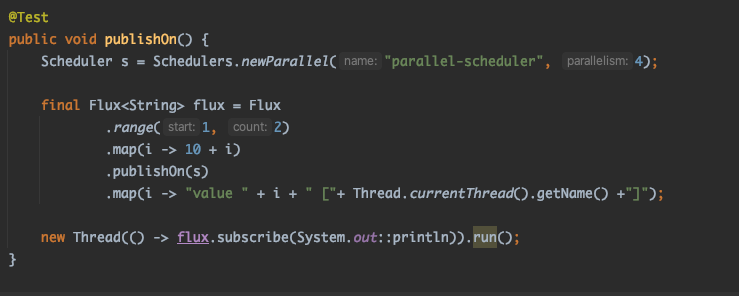 @Test
public void publishOn() {
    Scheduler s = Schedulers.newParallel( name: "parallel-scheduler", parallelism: 4);

    final Flux<String> flux = Flux
            .range( start: 1, count: 2)
            .map(i -> 10 + i)
            .publishOn(s)
            .map(i -> "value " + i + " ["+ Thread.currentThread().getName() +"]");

    new Thread(() -> flux.subscribe(System.out::println)).run();
}